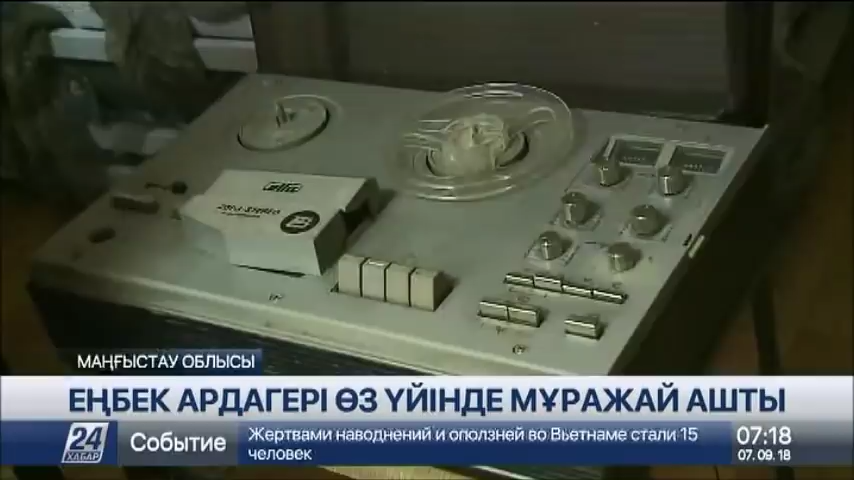 МАҢҒЫСТАУ ОБЛЫСЫ
ЕҢБЕК АРДАГЕРІ ӨЗ ҮЙІНДЕ МҰРАЖАЙ АШТЫ
24
ХАБАР
Событие
Жертвами наводнений и оползней во Вьетнаме стали 15
человек
07:18
07.09.18